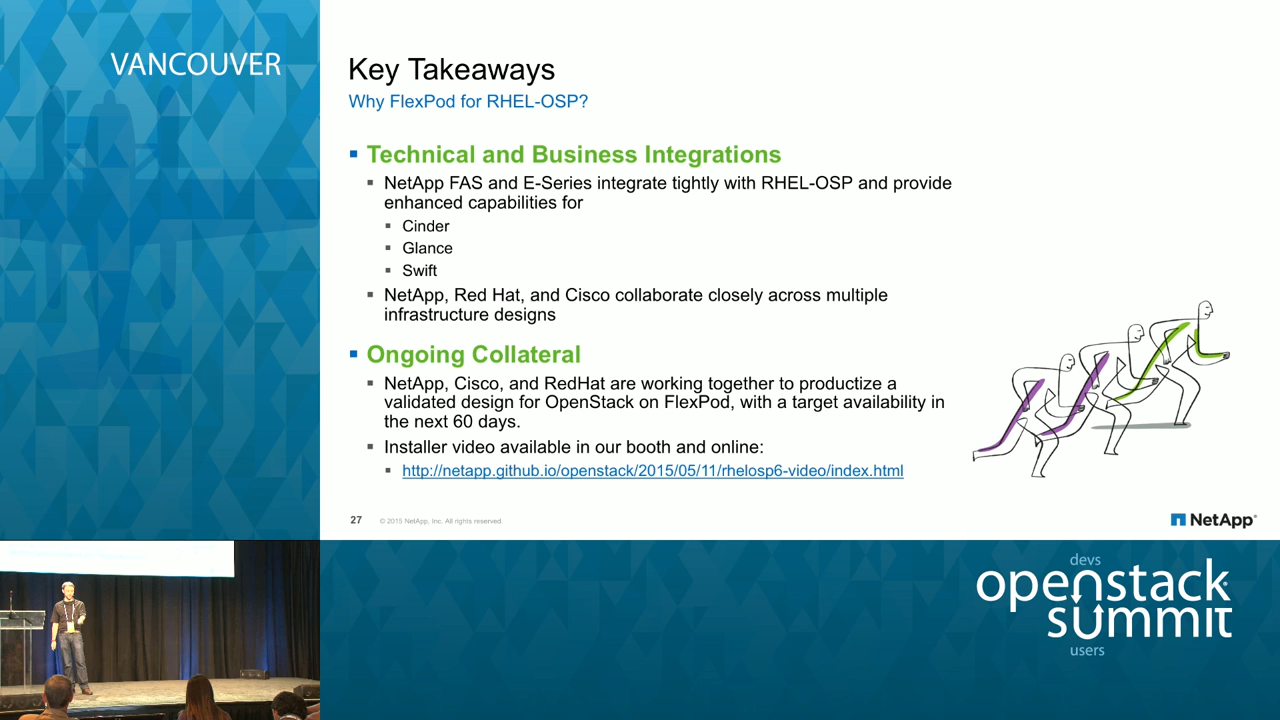 VANCOUVER
Key Takeaways
Why FlexPod for RHEL-OSP?
Technical and Business Integrations
NetApp FAS and E-Series integrate tightly with RHEL-OSP and provide
enhanced capabilities for
Cinder
Glance
Swift
NetApp, Red Hat, and Cisco collaborate closely across multiple
infrastructure designs
Ongoing Collateral
NetApp, Cisco, and RedHat are working together to productize a
validated design for OpenStack on FlexPod, with a target availability in
the next 60 days.
Installer video available in our booth and online:
http://netapp.github.io/openstack/2015/05/11/rhelosp6-video/index.html
27
© 2015 NetApp, Inc. All rights reserved.
NetApp
devs
openstack
summit
users